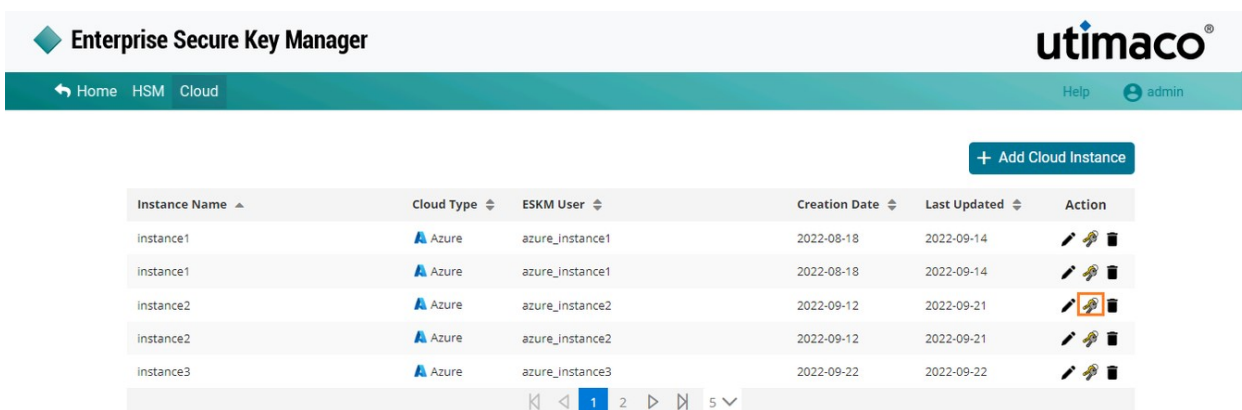 Enterprise Secure Key Manager
utimaco®
Home HSM Cloud Help admin
+ Add Cloud Instance
Instance Name Cloud Type ESKM User Creation Date Last Updated Action
instance1 Azure azure_instance1 2022-08-18 2022-09-14
instance1 Azure azure_instance1 2022-08-18 2022-09-14
instance2 Azure azure_instance2 2022-09-12 2022-09-21
instance2 Azure azure_instance2 2022-09-12 2022-09-21
instance3 Azure azure_instance3 2022-09-22 2022-09-22
1 2 5